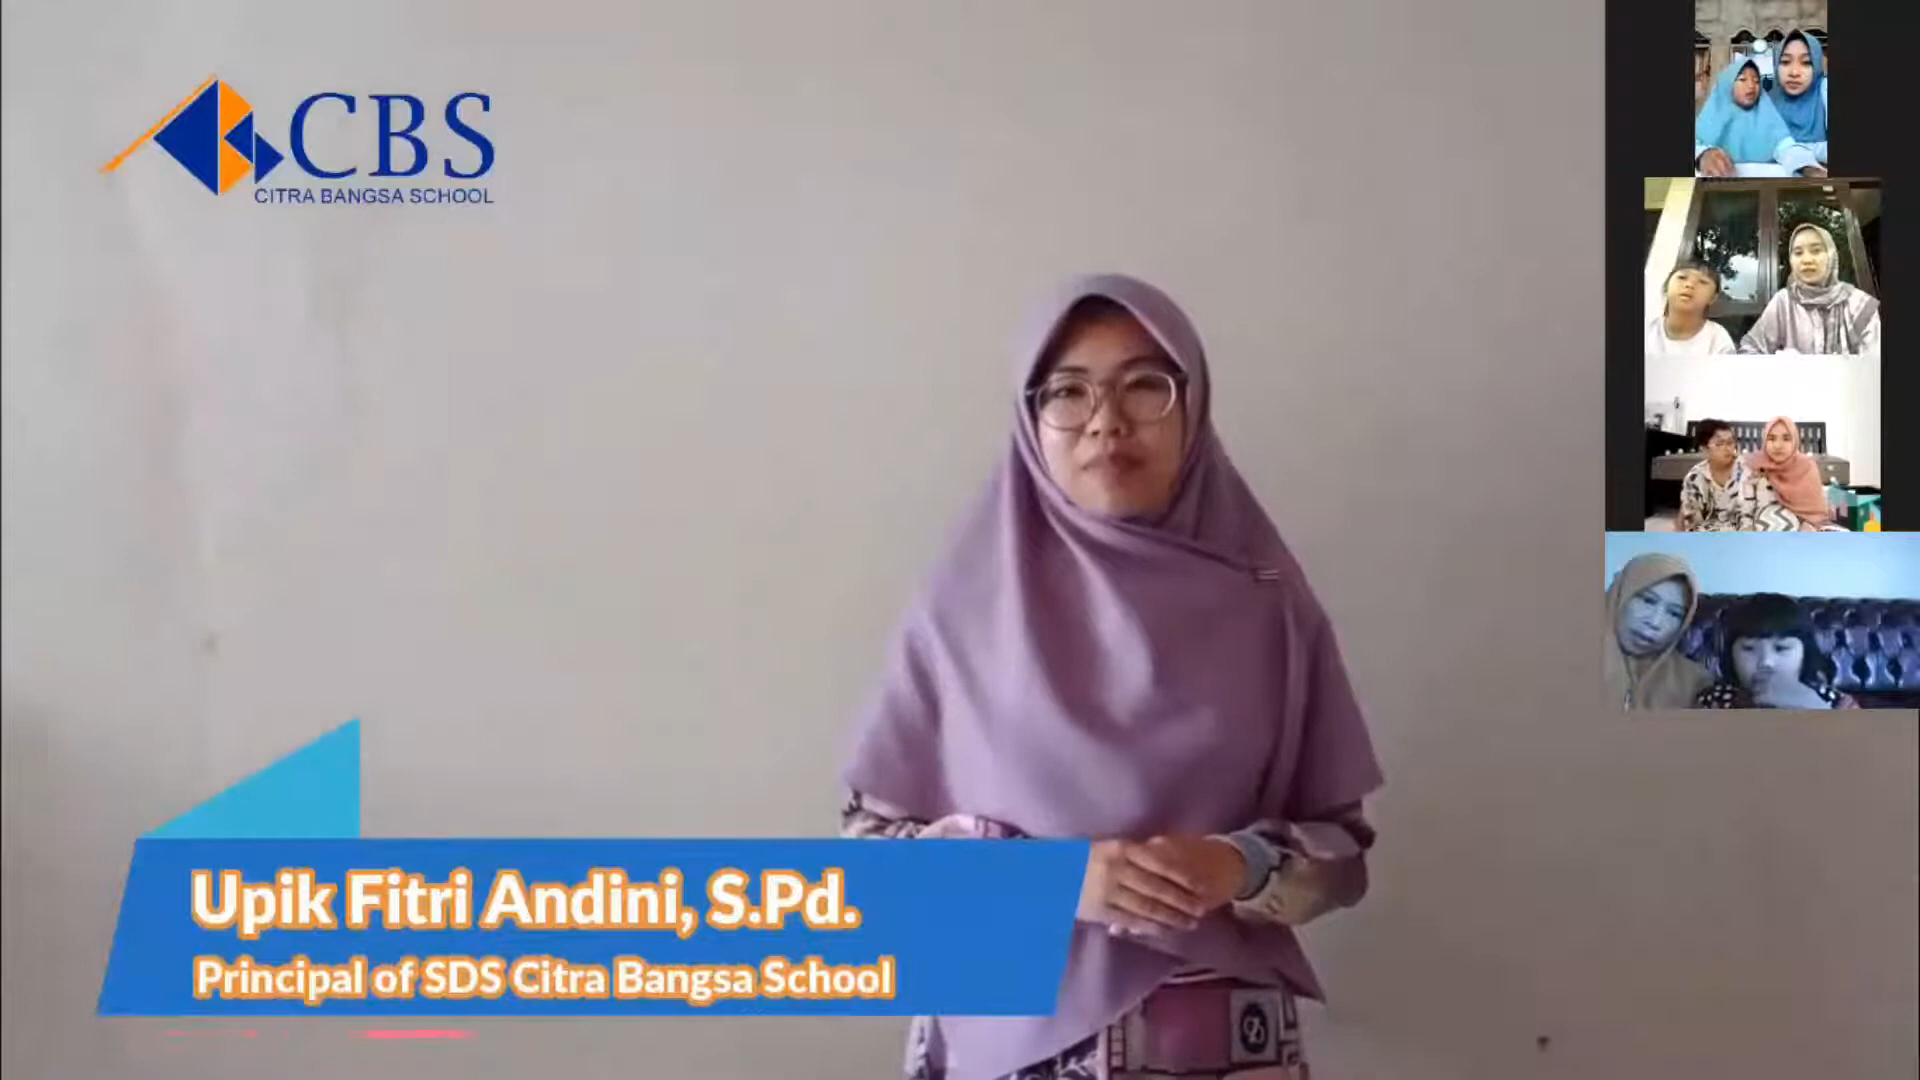 CBS
CITRA BANGSA SCHOOL
Upik Fitri Andini, S.Pd.
Principal of SDS Citra Bangsa School